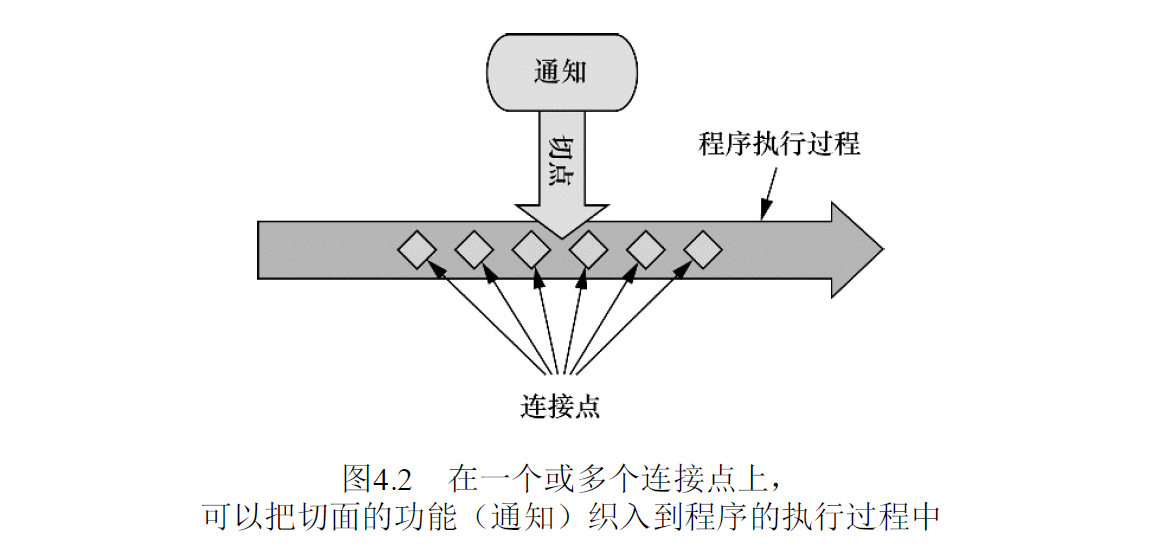 通知
切点
程序执行过程
连接点
图4.2 在一个或多个连接点上，
可以把切面的功能（通知）织入到程序的执行过程中